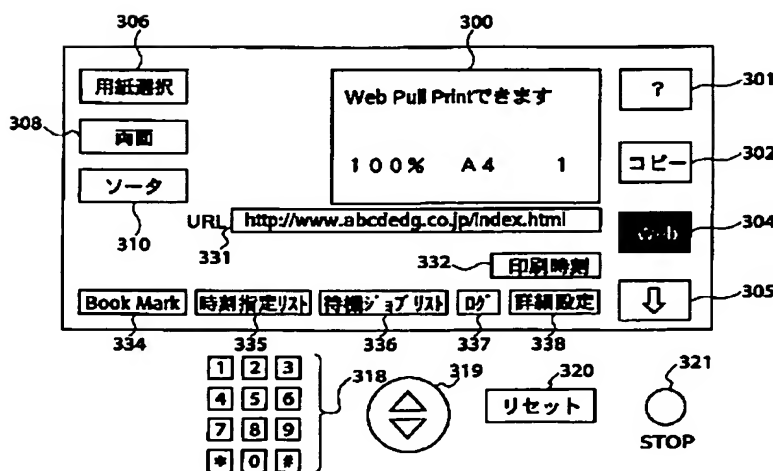 306
300
用紙選択
Web Pull Printできます
?
301
308
両面
100% A4 1
コピー
302
ソータ
310
URL http://www.abcdedg.co.jp/index.html
304
331
332
印刷時刻
Book Mark 時刻指定リスト 待機ジョブリスト ログ 詳細設定
305
334 335 336 337 338
1 2 3
318
319
320
321
4 5 6
リセット
7 8 9
STOP
* 0 #